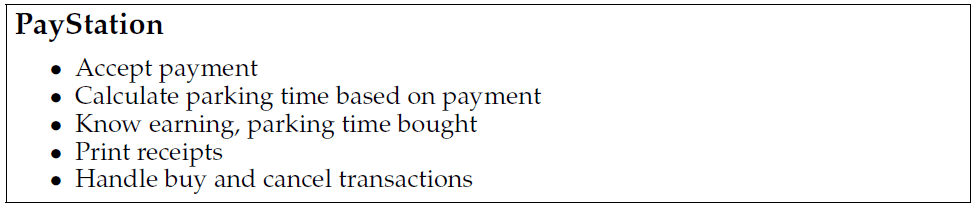 PayStation
• Accept payment
• Calculate parking time based on payment
• Know earning, parking time bought
• Print receipts
• Handle buy and cancel transactions